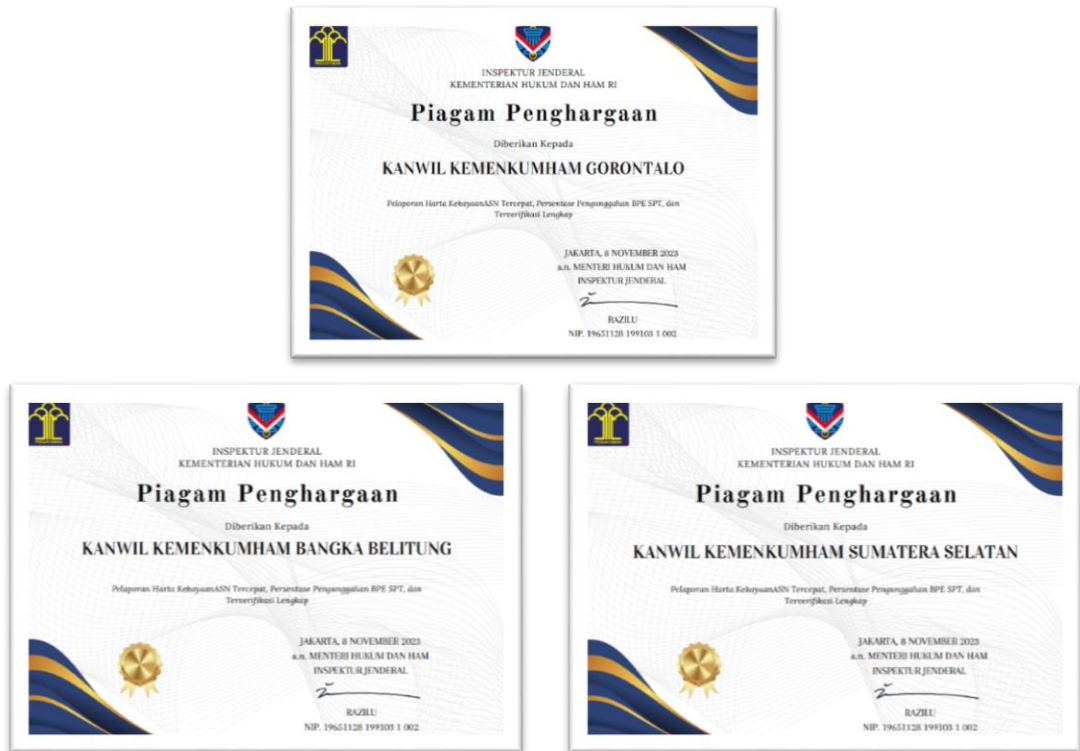 INSPEKTUR JENDERAL
KEMENTERIAN HUKUM DAN HAM RI
Piagam Penghargaan
Diberikan Kepada
KANWIL KEMENKUMHAM GORONTALO
Pelaporan Harta KekayaanASN Tercepat, Persentase Pengunggahan BPE SPT, dan
Terverifikasi Lengkap
JAKARTA, 8 NOVEMBER 2023
a.n. MENTERI HUKUM DAN HAM
INSPEKTUR JENDERAL
RAZILU
NIP. 19651128 199103 1 002
INSPEKTUR JENDERAL
KEMENTERIAN HUKUM DAN HAM RI
Piagam Penghargaan
Diberikan Kepada
KANWIL KEMENKUMHAM BANGKA BELITUNG
Pelaporan Harta KekayaanASN Tercepat, Persentase Pengunggahan BPE SPT, dan
Terverifikasi Lengkap
JAKARTA, 8 NOVEMBER 2023
a.n. MENTERI HUKUM DAN HAM
INSPEKTUR JENDERAL
RAZILU
NIP. 19651128 199103 1 002
INSPEKTUR JENDERAL
KEMENTERIAN HUKUM DAN HAM RI
Piagam Penghargaan
Diberikan Kepada
KANWIL KEMENKUMHAM SUMATERA SELATAN
Pelaporan Harta KekayaanASN Tercepat, Persentase Pengunggahan BPE SPT, dan
Terverifikasi Lengkap
JAKARTA, 8 NOVEMBER 2023
a.n. MENTERI HUKUM DAN HAM
INSPEKTUR JENDERAL
RAZILU
NIP. 19651128 199103 1 002